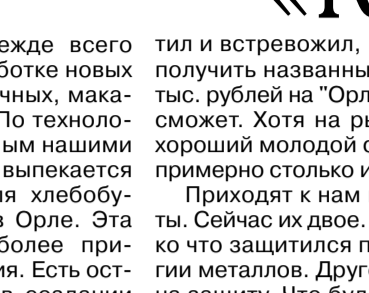 ежде всего
ботке новых
чных, мака-
По техноло-
ым нашими
выпекается
ия хлебобу-
в Орле. Эта
более при-
ия. Есть ост-
в создании
тил и встревожил,
получить названны
тыс. рублей на "Орл
сможет. Хотя на ры
хороший молодой с
примерно столько и
Приходят к нам
ты. Сейчас их двое.
ко что защитился п
гии металлов. Друг